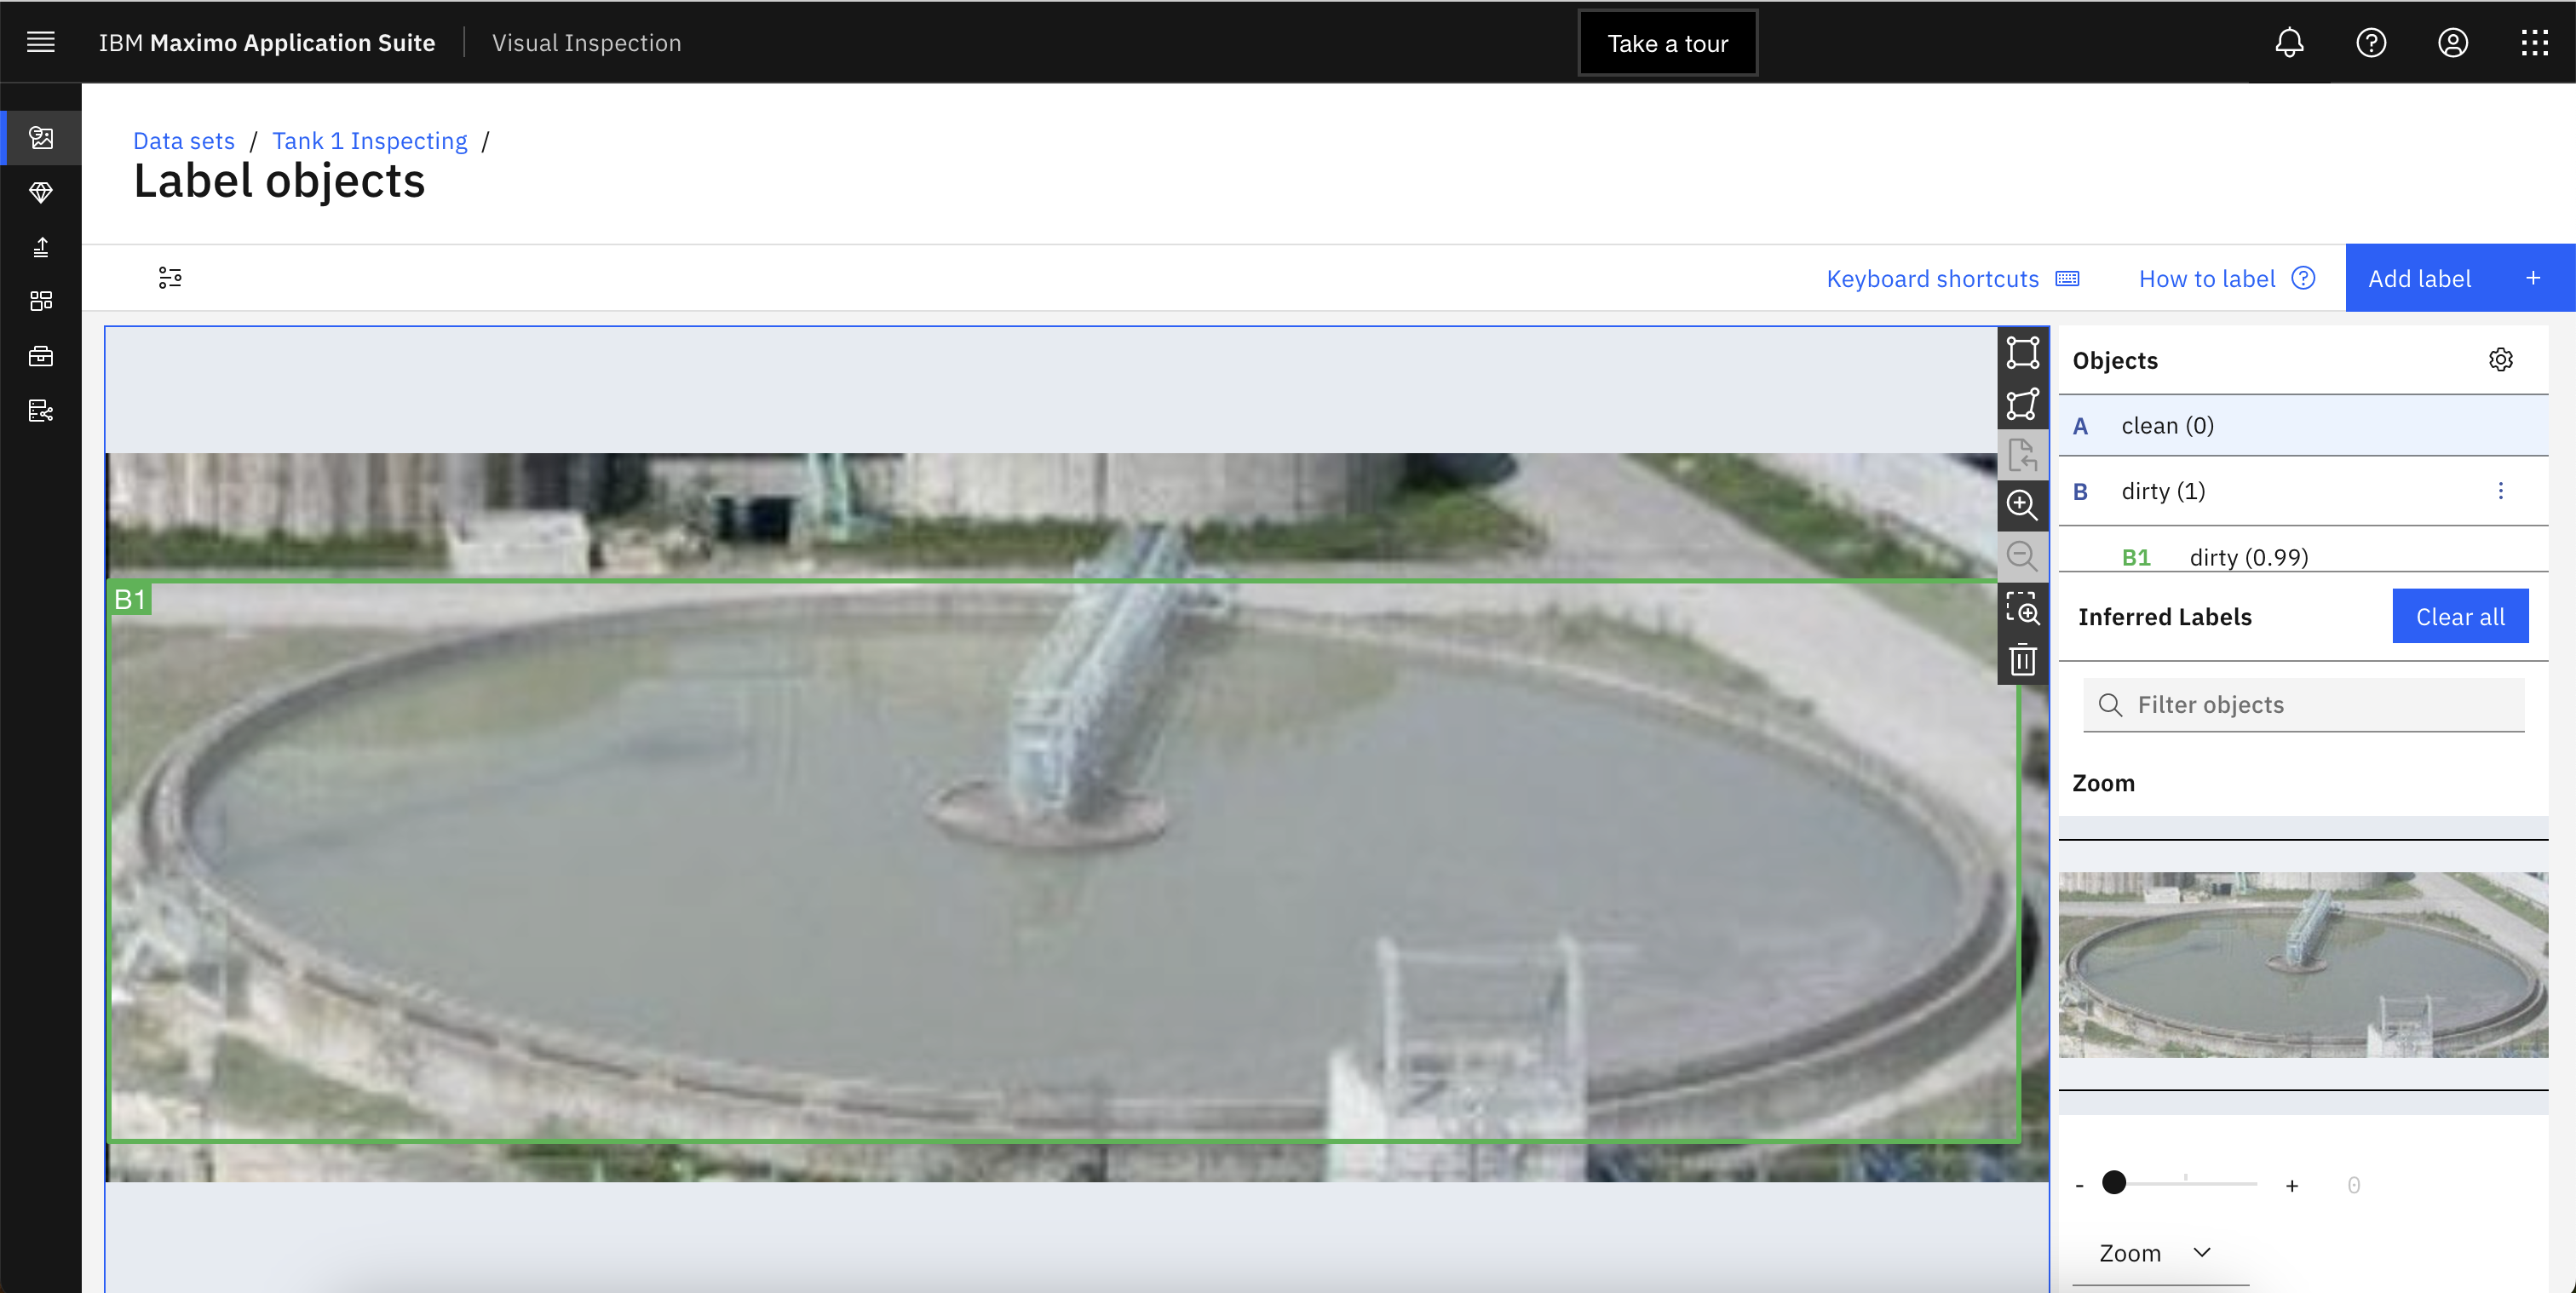 IBM Maximo Application Suite Visual Inspection Take a tour
Data sets / Tank 1 Inspecting /
Label objects
Keyboard shortcuts How to label Add label +
Objects
A clean (0)
B dirty (1)
B1 dirty (0.99)
B1
Inferred Labels Clear all
Filter objects
Zoom
- + 0
Zoom